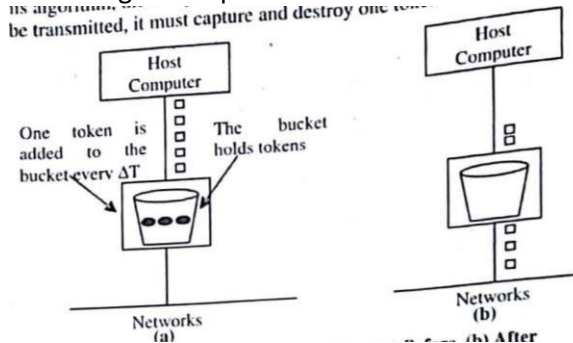 be transmitted, it must capture and destroy one
Host
Computer
One token is
added to the
bucket every ΔT
The bucket
holds tokens
Networks
(a)
Host
Computer
Networks
(b)
(b) After